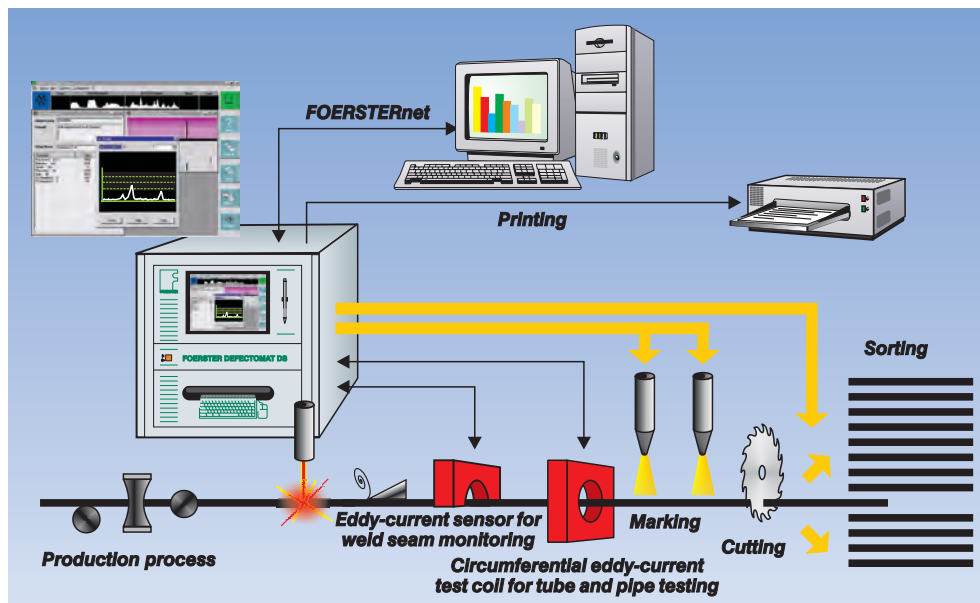 FOERSTERnet
Printing
FOERSTER DEFECTOMAT DS
Sorting
Eddy-current sensor for
weld seam monitoring
Marking
Cutting
Production process
Circumferential eddy-current
test coil for tube and pipe testing